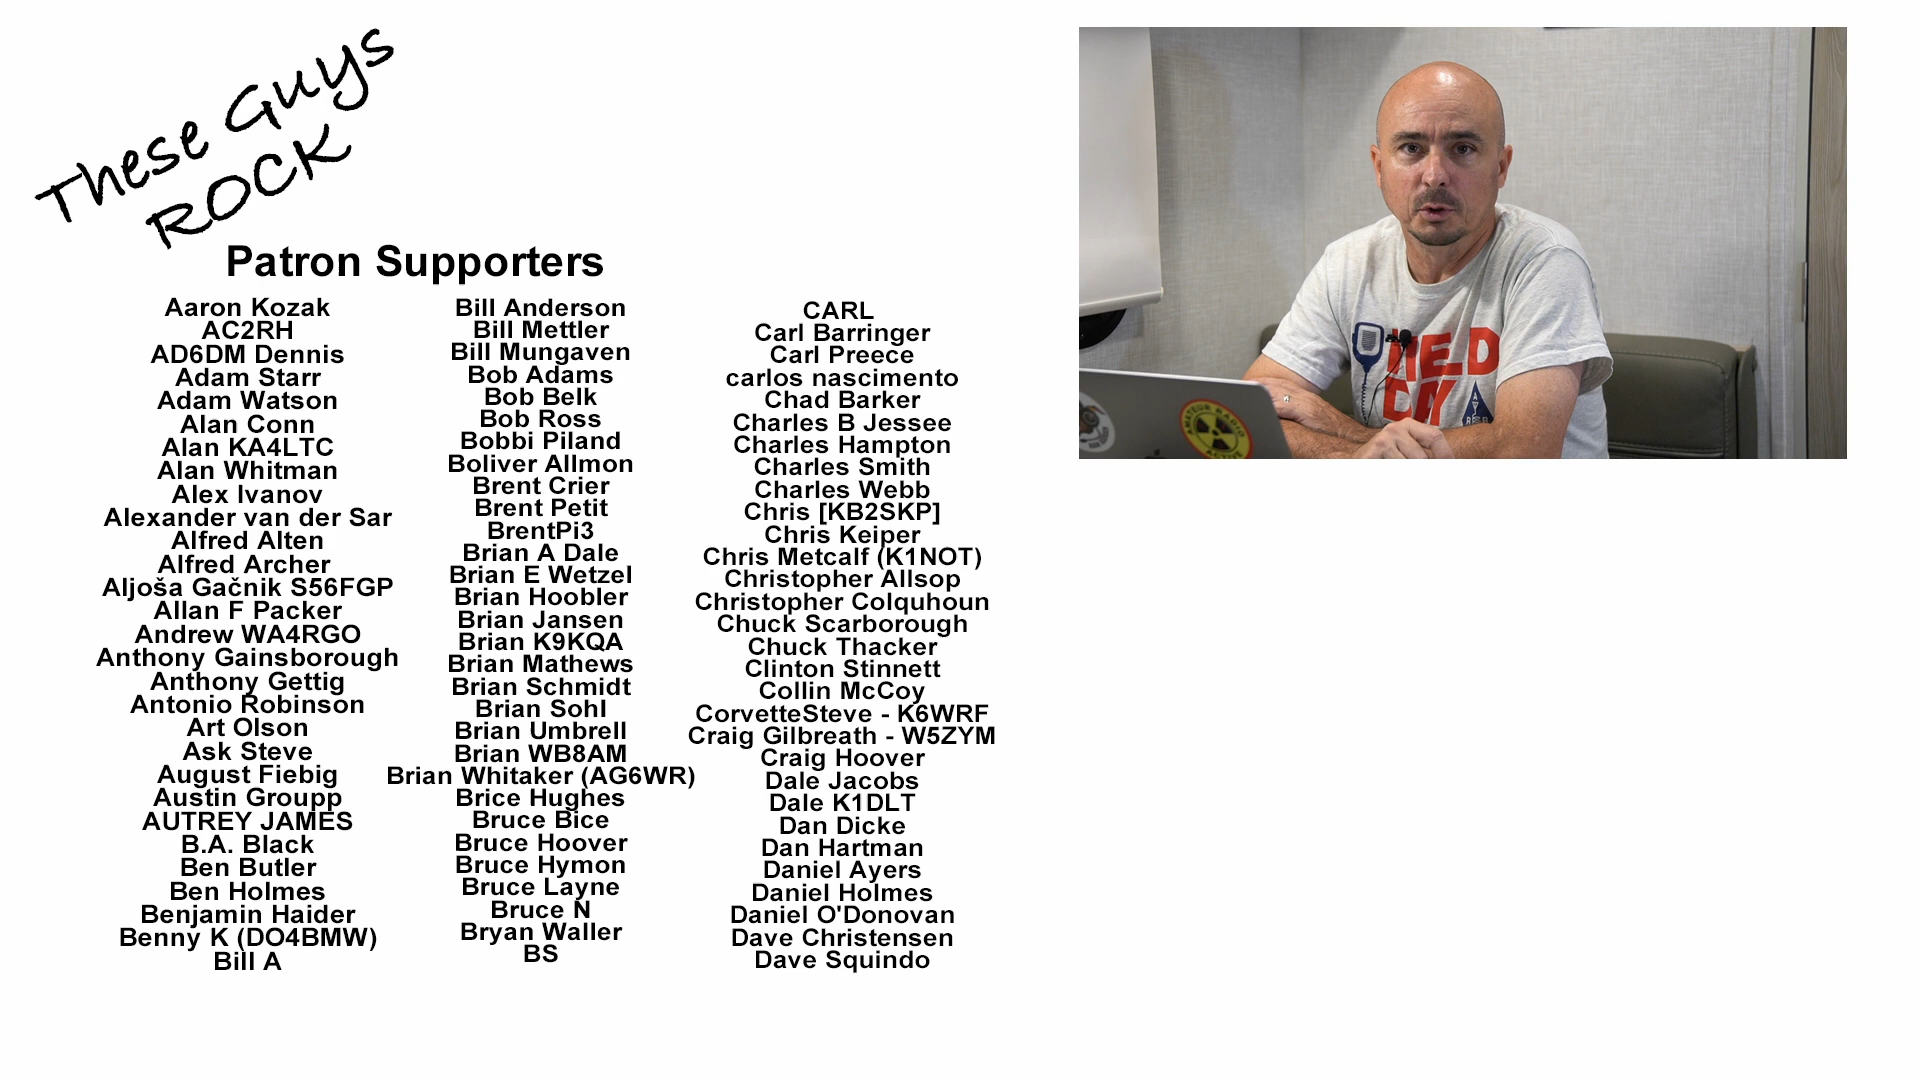 These Guys
ROCK
Patron Supporters
Aaron Kozak
AC2RH
AD6DM Dennis
Adam Starr
Adam Watson
Alan Conn
Alan KA4LTC
Alan Whitman
Alex Ivanov
Alexander van der Sar
Alfred Alten
Alfred Archer
Aljoša Gačnik S56FGP
Allan F Packer
Andrew WA4RGO
Anthony Gainsborough
Anthony Gettig
Antonio Robinson
Art Olson
Ask Steve
August Fiebig
Austin Groupp
AUTREY JAMES
B.A. Black
Ben Butler
Ben Holmes
Benjamin Haider
Benny K (DO4BMW)
Bill A
Bill Anderson
Bill Mettler
Bill Mungaven
Bob Adams
Bob Belk
Bob Ross
Bobbi Piland
Boliver Allmon
Brent Crier
Brent Petit
BrentPi3
Brian A Dale
Brian E Wetzel
Brian Hoobler
Brian Jansen
Brian K9KQA
Brian Mathews
Brian Schmidt
Brian Sohl
Brian Umbrell
Brian WB8AM
Brian Whitaker (AG6WR)
Brice Hughes
Bruce Bice
Bruce Hoover
Bruce Hymon
Bruce Layne
Bruce N
Bryan Waller
BS
CARL
Carl Barringer
Carl Preece
carlos nascimento
Chad Barker
Charles B Jessee
Charles Hampton
Charles Smith
Charles Webb
Chris [KB2SKP]
Chris Keiper
Chris Metcalf (K1NOT)
Christopher Allsop
Christopher Colquhoun
Chuck Scarborough
Chuck Thacker
Clinton Stinnett
Collin McCoy
CorvetteSteve - K6WRF
Craig Gilbreath - W5ZYM
Craig Hoover
Dale Jacobs
Dale K1DLT
Dan Dicke
Dan Hartman
Daniel Ayers
Daniel Holmes
Daniel O'Donovan
Dave Christensen
Dave Squindo
AMATEUR RADIO
ACTIVE